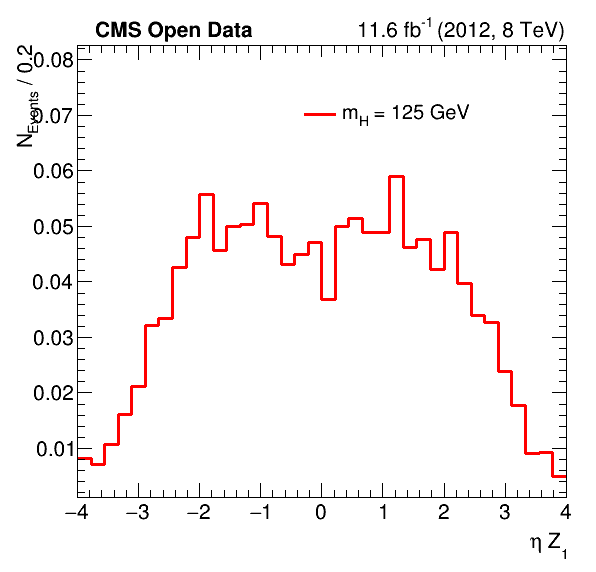 CMS Open Data 11.6 fb-1 (2012, 8 TeV)
NEvents / 0.2
0.08
0.07
mH = 125 GeV
0.06
0.05
0.04
0.03
0.02
0.01
−4 −3 −2 −1 0 1 2 3 4
η Z1